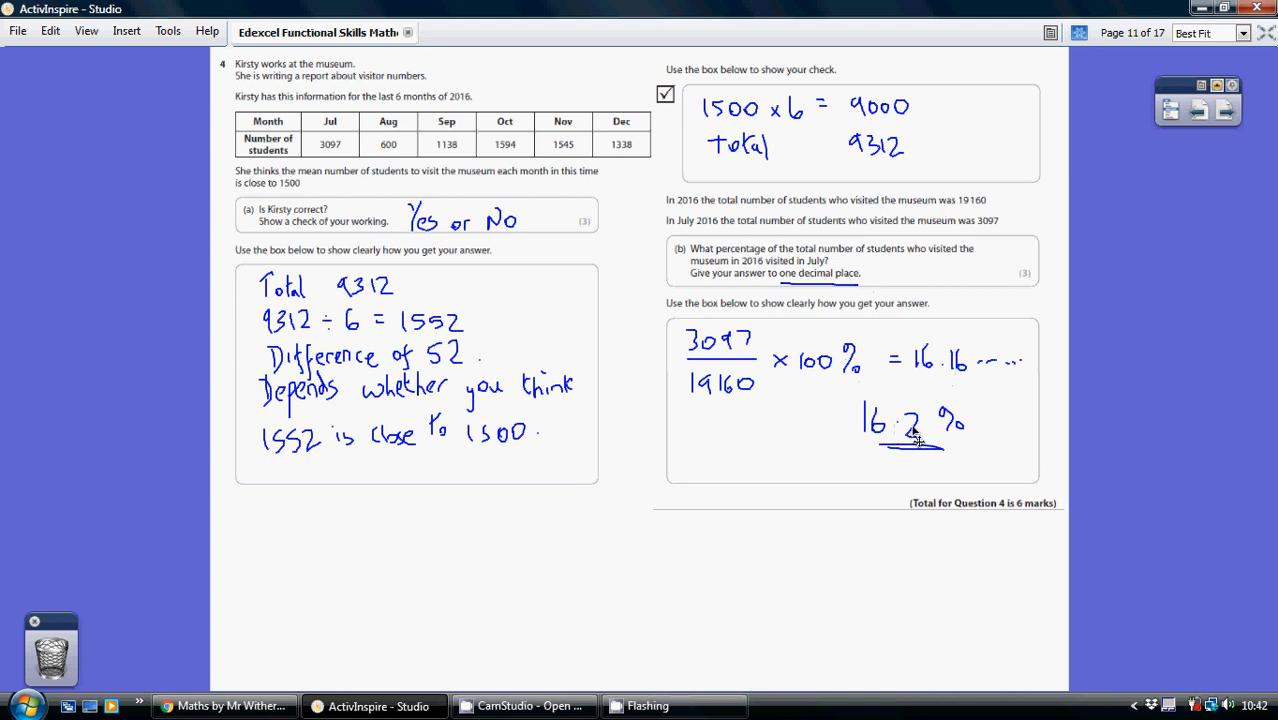 ActivInspire - Studio
File Edit View Insert Tools Help
Edexcel Functional Skills Mathe
Page 11 of 17
Best Fit
4 Kirsty works at the museum.
She is writing a report about visitor numbers.
Kirsty has this information for the last 6 months of 2016.
Month Jul Aug Sep Oct Nov Dec
Number of students 3097 600 1138 1594 1545 1338
She thinks the mean number of students to visit the museum each month in this time
is close to 1500
(a) Is Kirsty correct?
Show a check of your working. (3)
Yes or No
Use the box below to show clearly how you get your answer.
Total 9312
9312 ÷ 6 = 1552
Difference of 52.
Depends whether you think
1552 is close to 1500.
Use the box below to show your check.
1500 x 6 = 9000
Total 9312
In 2016 the total number of students who visited the museum was 19160
In July 2016 the total number of students who visited the museum was 3097
(b) What percentage of the total number of students who visited the
museum in 2016 visited in July?
Give your answer to one decimal place. (3)
Use the box below to show clearly how you get your answer.
3097
19160
x 100 % = 16.16 -- ...
16.2 %
(Total for Question 4 is 6 marks)
Maths by Mr Wither...
ActivInspire - Studio
CamStudio - Open ...
Flashing
10:42